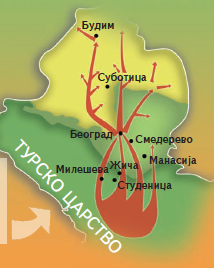 Будим
Суботица
Београд
Смедерево
Манасија
Милешева
Жича
Студеница
ТУРСКО ЦАРСТВО